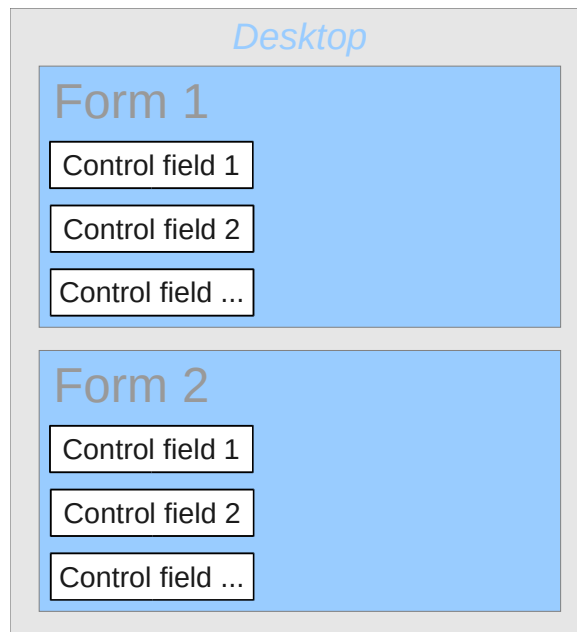 Desktop
Form 1
Control field 1
Control field 2
Control field ...
Form 2
Control field 1
Control field 2
Control field ...